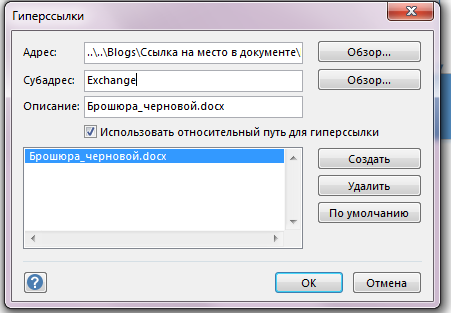 Гиперссылки
Адрес: ..\..\Blogs\Ссылка на место в документе\ Обзор...
Субадрес: Exchange Обзор...
Описание: Брошюра_черновой.docx
Использовать относительный путь для гиперссылки
Брошюра_черновой.docx
Создать
Удалить
По умолчанию
?
ОК Отмена